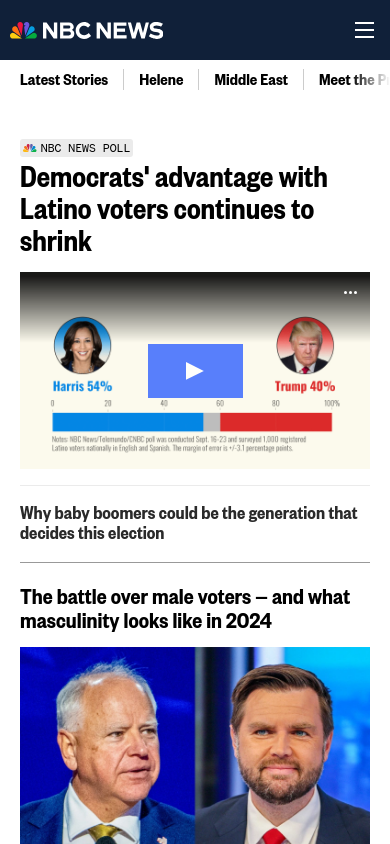 NBC NEWS
Latest Stories
Helene
Middle East
Meet the
NBC NEWS POLL
Democrats' advantage with
Latino voters continues to
shrink
Harris 54%
Trump 40%
0 20 40 60 80 100%
Notes: NBC News/Telemundo/CNBC poll was conducted Sept. 16-23 and surveyed 1,000 registered
Latino voters nationally in English and Spanish. The margin of error is +/-3.1 percentage points.
Why baby boomers could be the generation that
decides this election
The battle over male voters – and what
masculinity looks like in 2024